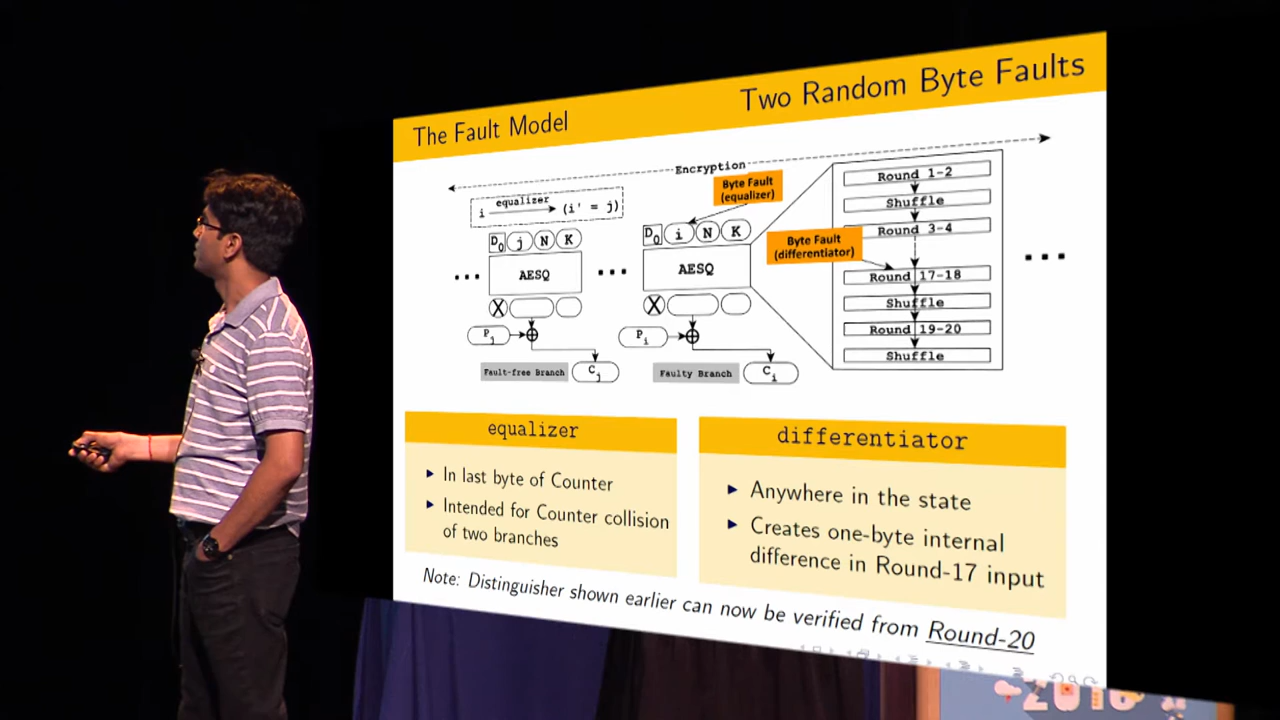 The Fault Model
Two Random Byte Faults
Encryption
equalizer
i (i' = j)
Byte Fault
(equalizer)
D0 j N K
D0 i N K
AESQ
AESQ
X
X
Pj
Pi
Fault-free Branch
Cj
Faulty Branch
Ci
Byte Fault
(differentiator)
Round 1-2
Shuffle
Round 3-4
Round 17-18
Shuffle
Round 19-20
Shuffle
equalizer
In last byte of Counter
Intended for Counter collision
of two branches
differentiator
Anywhere in the state
Creates one-byte internal
difference in Round-17 input
Note: Distinguisher shown earlier can now be verified from Round-20